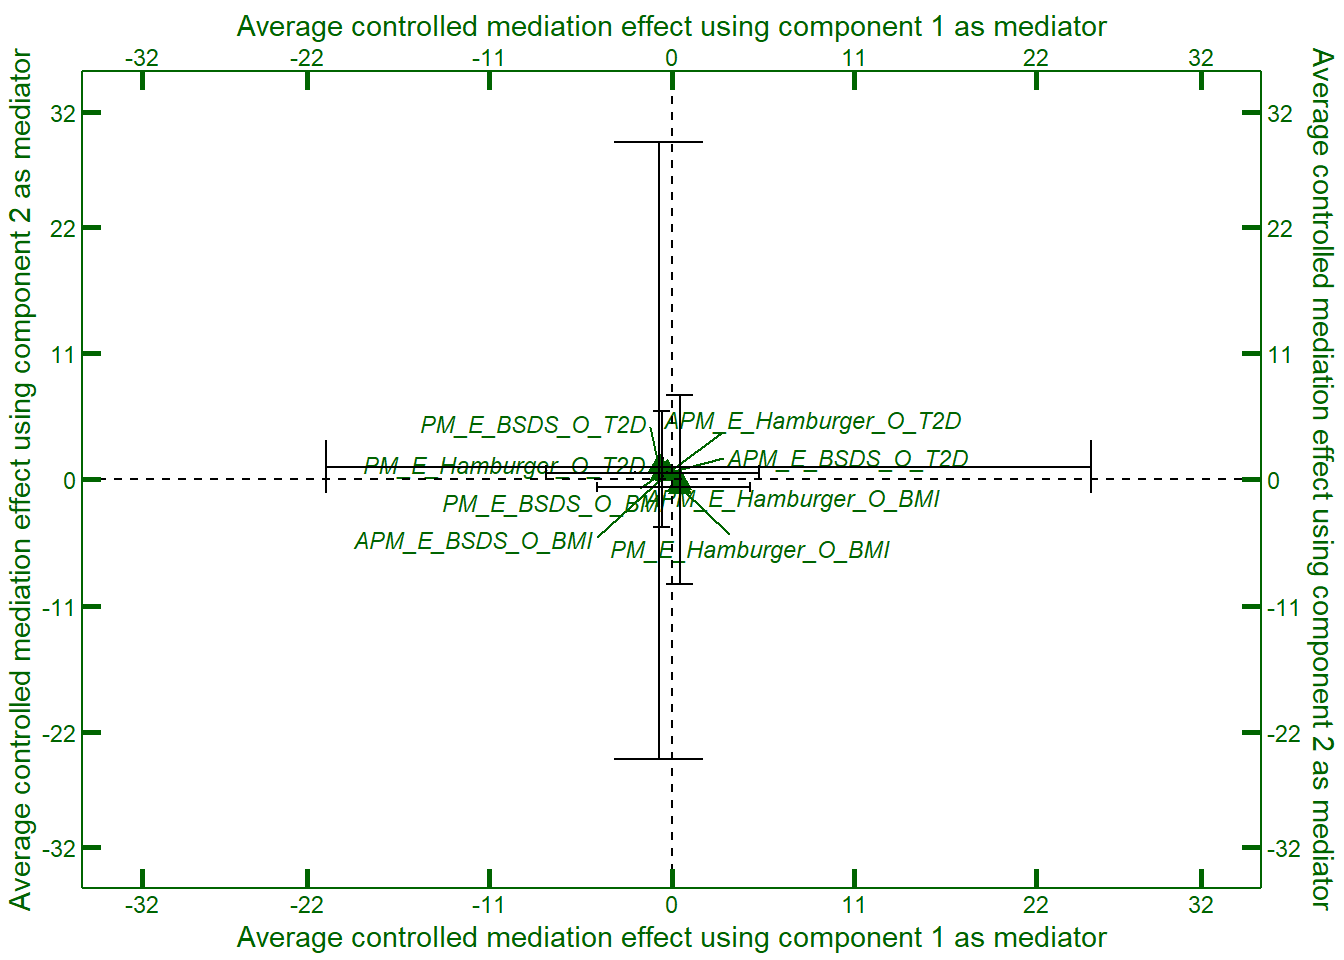 Average controlled mediation effect using component 1 as mediator
-32 -22 -11 0 11 22 32
Average controlled mediation effect using component 2 as mediator
32 22 11 0 -11 -22 -32
PM_E_BSDS_O_T2D
APM_E_Hamburger_O_T2D
PM_E_Hamburger_O_T2D
APM_E_BSDS_O_T2D
PM_E_BSDS_O_BMI
APM_E_Hamburger_O_BMI
APM_E_BSDS_O_BMI
PM_E_Hamburger_O_BMI
32 22 11 0 -11 -22 -32
Average controlled mediation effect using component 2 as mediator
-32 -22 -11 0 11 22 32
Average controlled mediation effect using component 1 as mediator